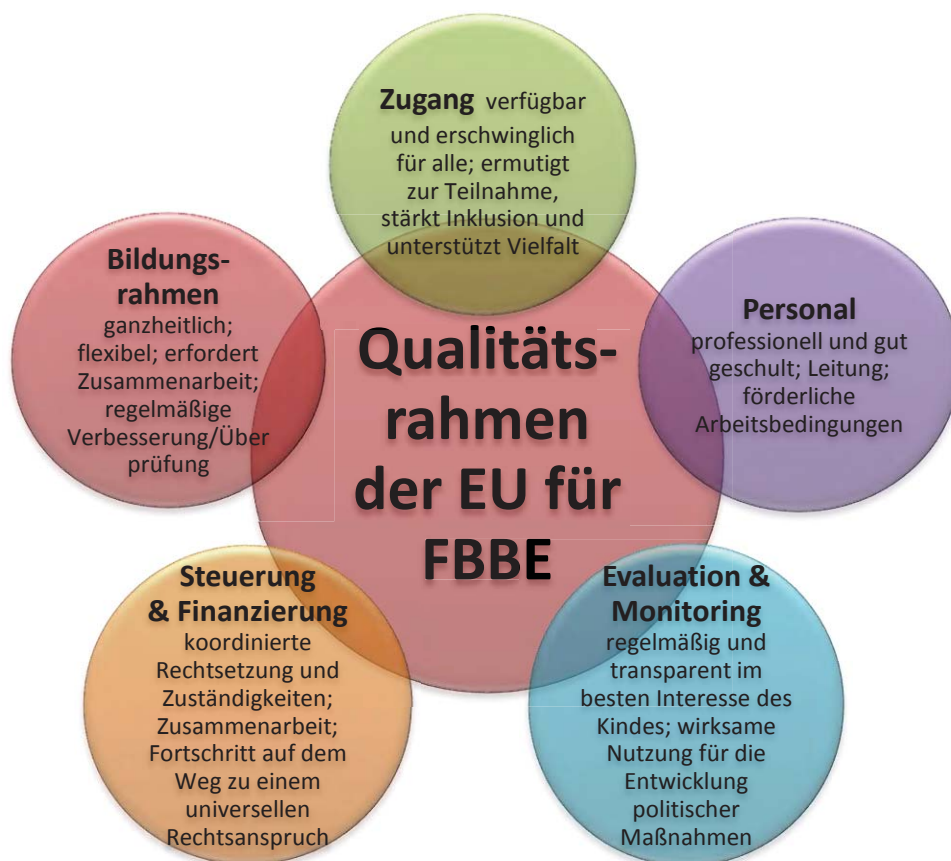 Zugang verfügbar
und erschwinglich
für alle; ermutigt
zur Teilnahme,
stärkt Inklusion und
unterstützt Vielfalt
Bildungs-
rahmen
ganzheitlich;
flexibel; erfordert
Zusammenarbeit;
regelmäßige
Verbesserung/Über
prüfung
Qualitäts-
rahmen
der EU für
FBBE
Personal
professionell und gut
geschult; Leitung;
förderliche
Arbeitsbedingungen
Steuerung
& Finanzierung
koordinierte
Rechtsetzung und
Zuständigkeiten;
Zusammenarbeit;
Fortschritt auf dem
Weg zu einem
universellen
Rechtsanspruch
Evaluation &
Monitoring
regelmäßig und
transparent im
besten Interesse des
Kindes; wirksame
Nutzung für die
Entwicklung
politischer
Maßnahmen